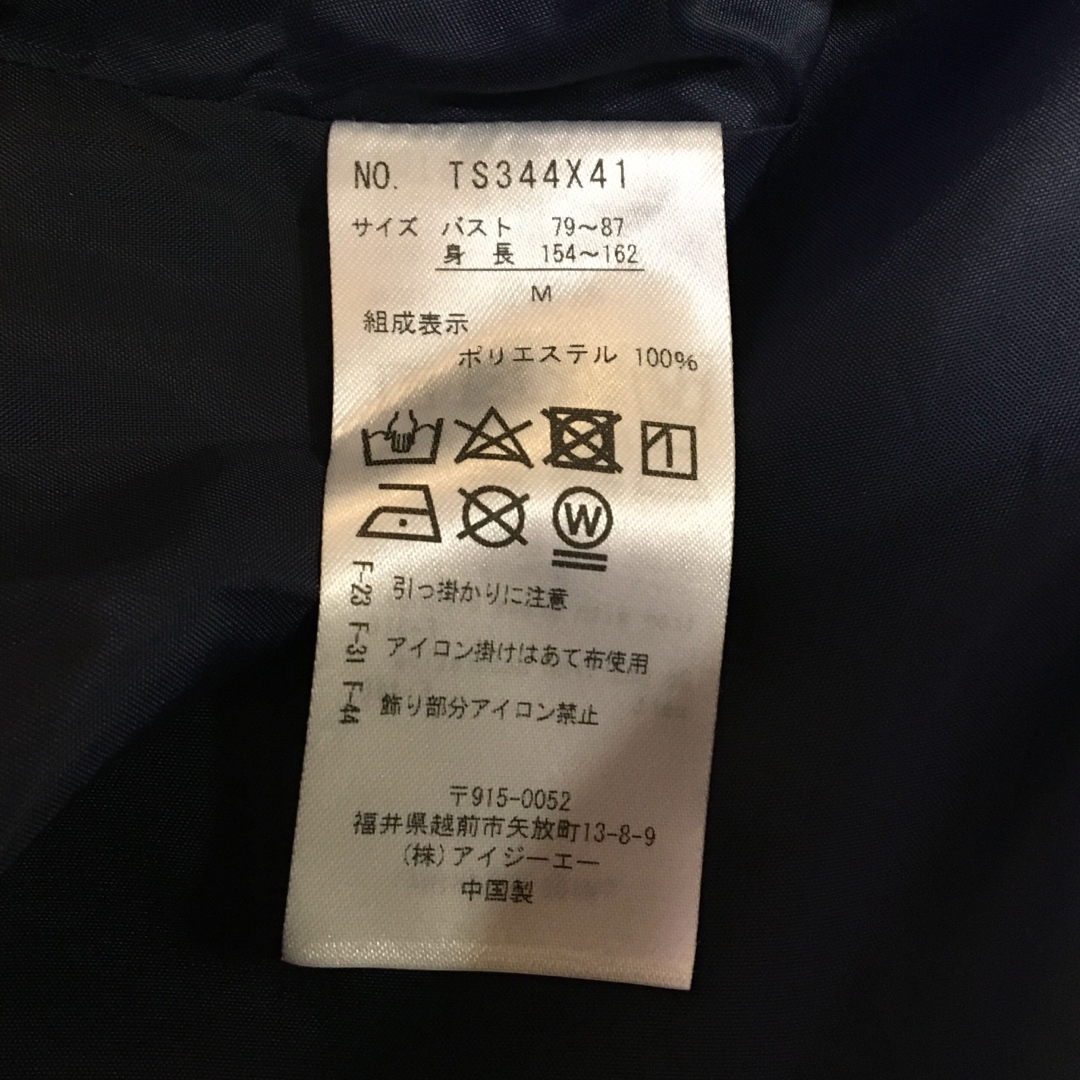 NO. TS344X41
サイズ バスト 79～87
身 長 154～162
M
組成表示
ポリエステル 100%
W
F-23 引っ掛かりに注意
F-31 アイロン掛けはあて布使用
F-44 飾り部分アイロン禁止
〒915-0052
福井県越前市矢放町13-8-9
(株)アイジーエー
中国製